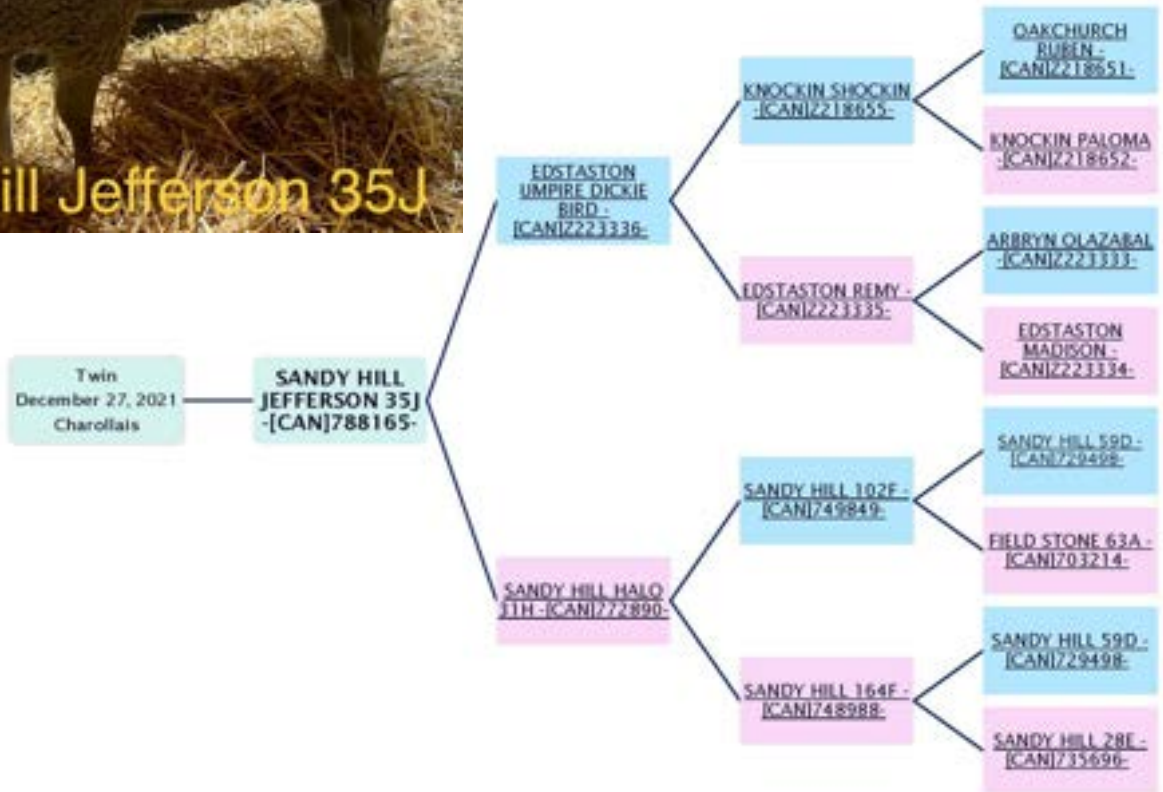 ill Jefferson 35J
Twin
December 27, 2021
Charollais
SANDY HILL
JEFFERSON 35J
-[CAN]788165-
EDSTASTON
UMPIRE DICKIE
BIRD -
[CAN]Z223336-
SANDY HILL HALO
11H -[CAN]772890-
KNOCKIN SHOCKIN
-[CAN]Z218655-
EDSTASTON REMY -
[CAN]Z223335-
SANDY HILL 102F -
[CAN]749849-
SANDY HILL 164F -
[CAN]748988-
OAKCHURCH
RUBEN -
[CAN]Z218651-
KNOCKIN PALOMA
-[CAN]Z218652-
ARBRYN OLAZABAL
-[CAN]Z223333-
EDSTASTON
MADISON -
[CAN]Z223334-
SANDY HILL 59D -
[CAN]729498-
FIELD STONE 63A -
[CAN]703214-
SANDY HILL 59D -
[CAN]729498-
SANDY HILL 28E -
[CAN]735696-